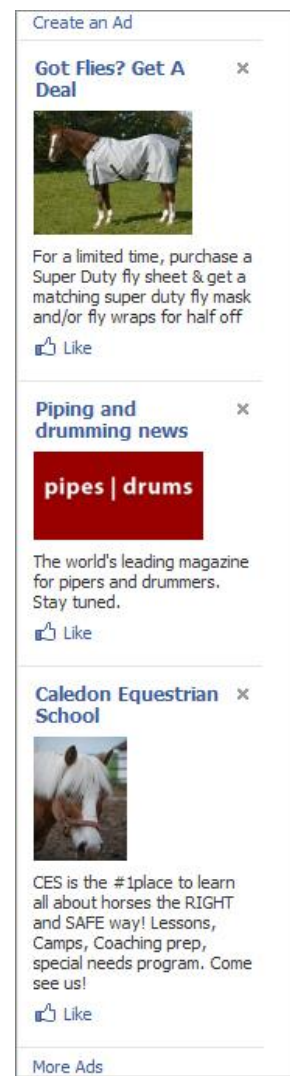 Create an Ad
Got Flies? Get A
Deal
For a limited time, purchase a
Super Duty fly sheet & get a
matching super duty fly mask
and/or fly wraps for half off
Like
Piping and
drumming news
pipes | drums
The world's leading magazine
for pipers and drummers.
Stay tuned.
Like
Caledon Equestrian
School
CES is the #1place to learn
all about horses the RIGHT
and SAFE way! Lessons,
Camps, Coaching prep,
special needs program. Come
see us!
Like
More Ads